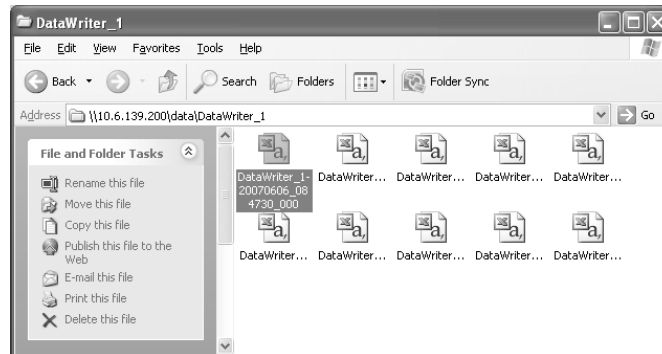 DataWriter_1
File Edit View Favorites Tools Help
Back Search Folders Folder Sync
Address \\10.6.139.200\data\DataWriter_1 Go
File and Folder Tasks
Rename this file
Move this file
Copy this file
Publish this file to the
Web
E-mail this file
Print this file
Delete this file
DataWriter_1-
20070606_08
4730_000
DataWriter... DataWriter... DataWriter... DataWriter...
DataWriter... DataWriter... DataWriter... DataWriter... DataWriter...